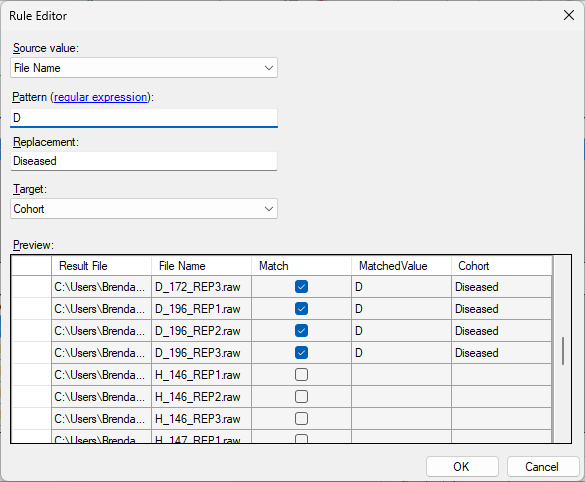 Rule Editor
Source value:
File Name
Pattern (regular expression):
D
Replacement:
Diseased
Target:
Cohort
Preview:
Result File File Name Match MatchedValue Cohort
C:\Users\Brenda... D_172_REP3.raw D Diseased
C:\Users\Brenda... D_196_REP1.raw D Diseased
C:\Users\Brenda... D_196_REP2.raw D Diseased
C:\Users\Brenda... D_196_REP3.raw D Diseased
C:\Users\Brenda... H_146_REP1.raw
C:\Users\Brenda... H_146_REP2.raw
C:\Users\Brenda... H_146_REP3.raw
C:\Users\Brenda... H_147_REP1.raw
OK Cancel